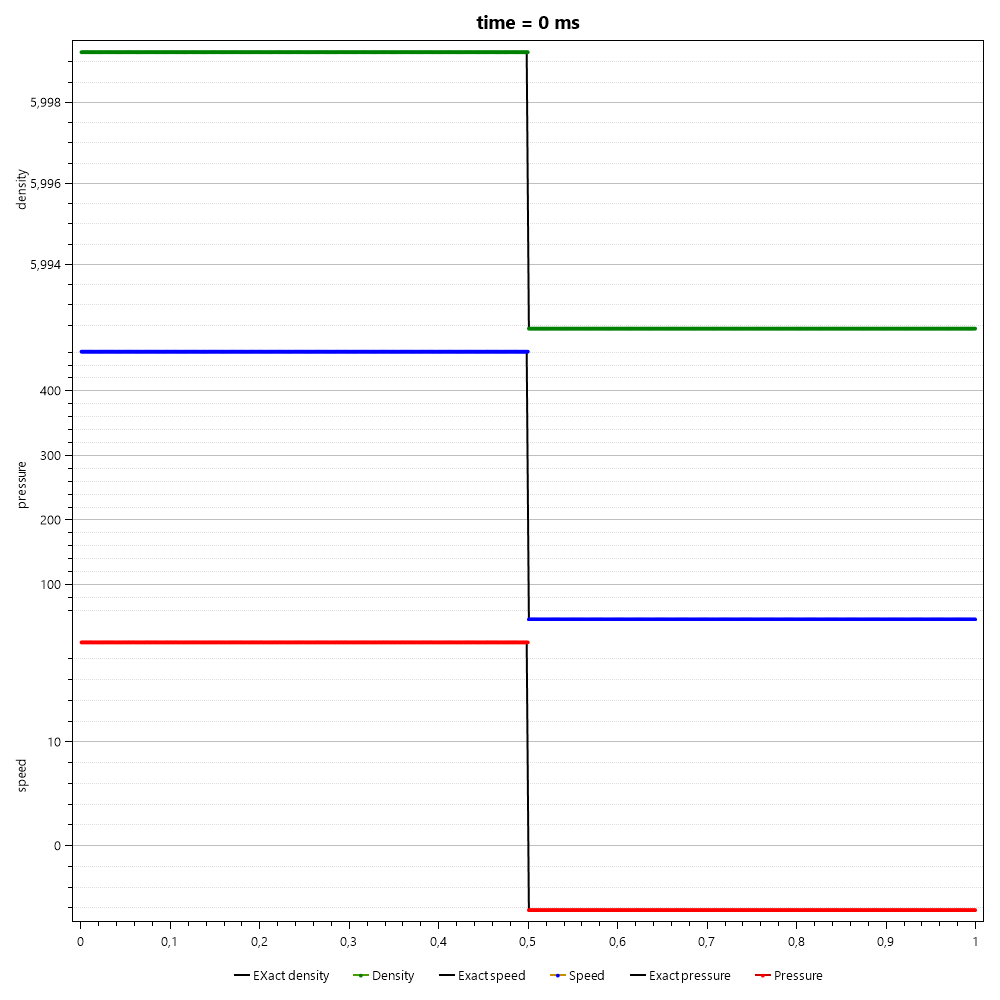 time = 0 ms
density
5,998
5,996
5,994
pressure
400
300
200
100
speed
10
0
0 0,1 0,2 0,3 0,4 0,5 0,6 0,7 0,8 0,9 1
EXact density Density Exact speed Speed Exact pressure Pressure